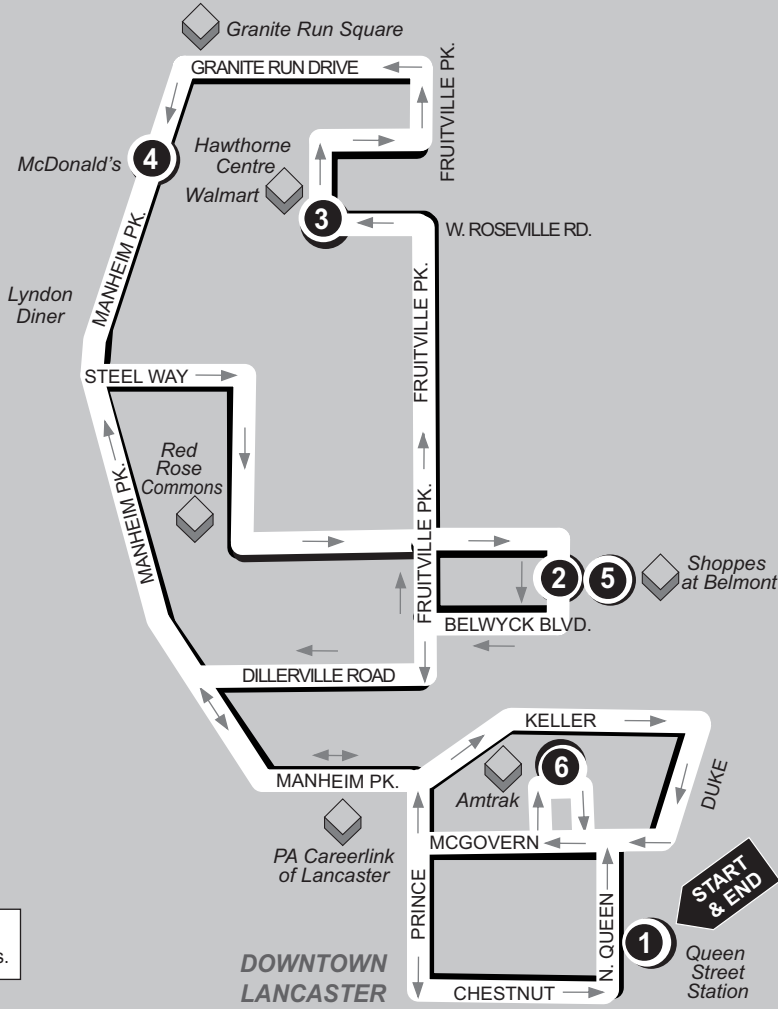 Granite Run Square
GRANITE RUN DRIVE
FRUITVILLE PK.
McDonald's
4
Hawthorne
Centre
Walmart
3
W. ROSEVILLE RD.
MANHEIM PK.
Lyndon
Diner
FRUITVILLE PK.
STEEL WAY
Red
Rose
Commons
MANHEIM PK.
FRUITVILLE PK.
2
5
Shoppes
at Belmont
BELWYCK BLVD.
DILLERVILLE ROAD
KELLER
6
Amtrak
DUKE
MANHEIM PK.
PA Careerlink
of Lancaster
MCGOVERN
PRINCE
N. QUEEN
START
& END
1
Queen
Street
Station
s.
DOWNTOWN
LANCASTER
CHESTNUT